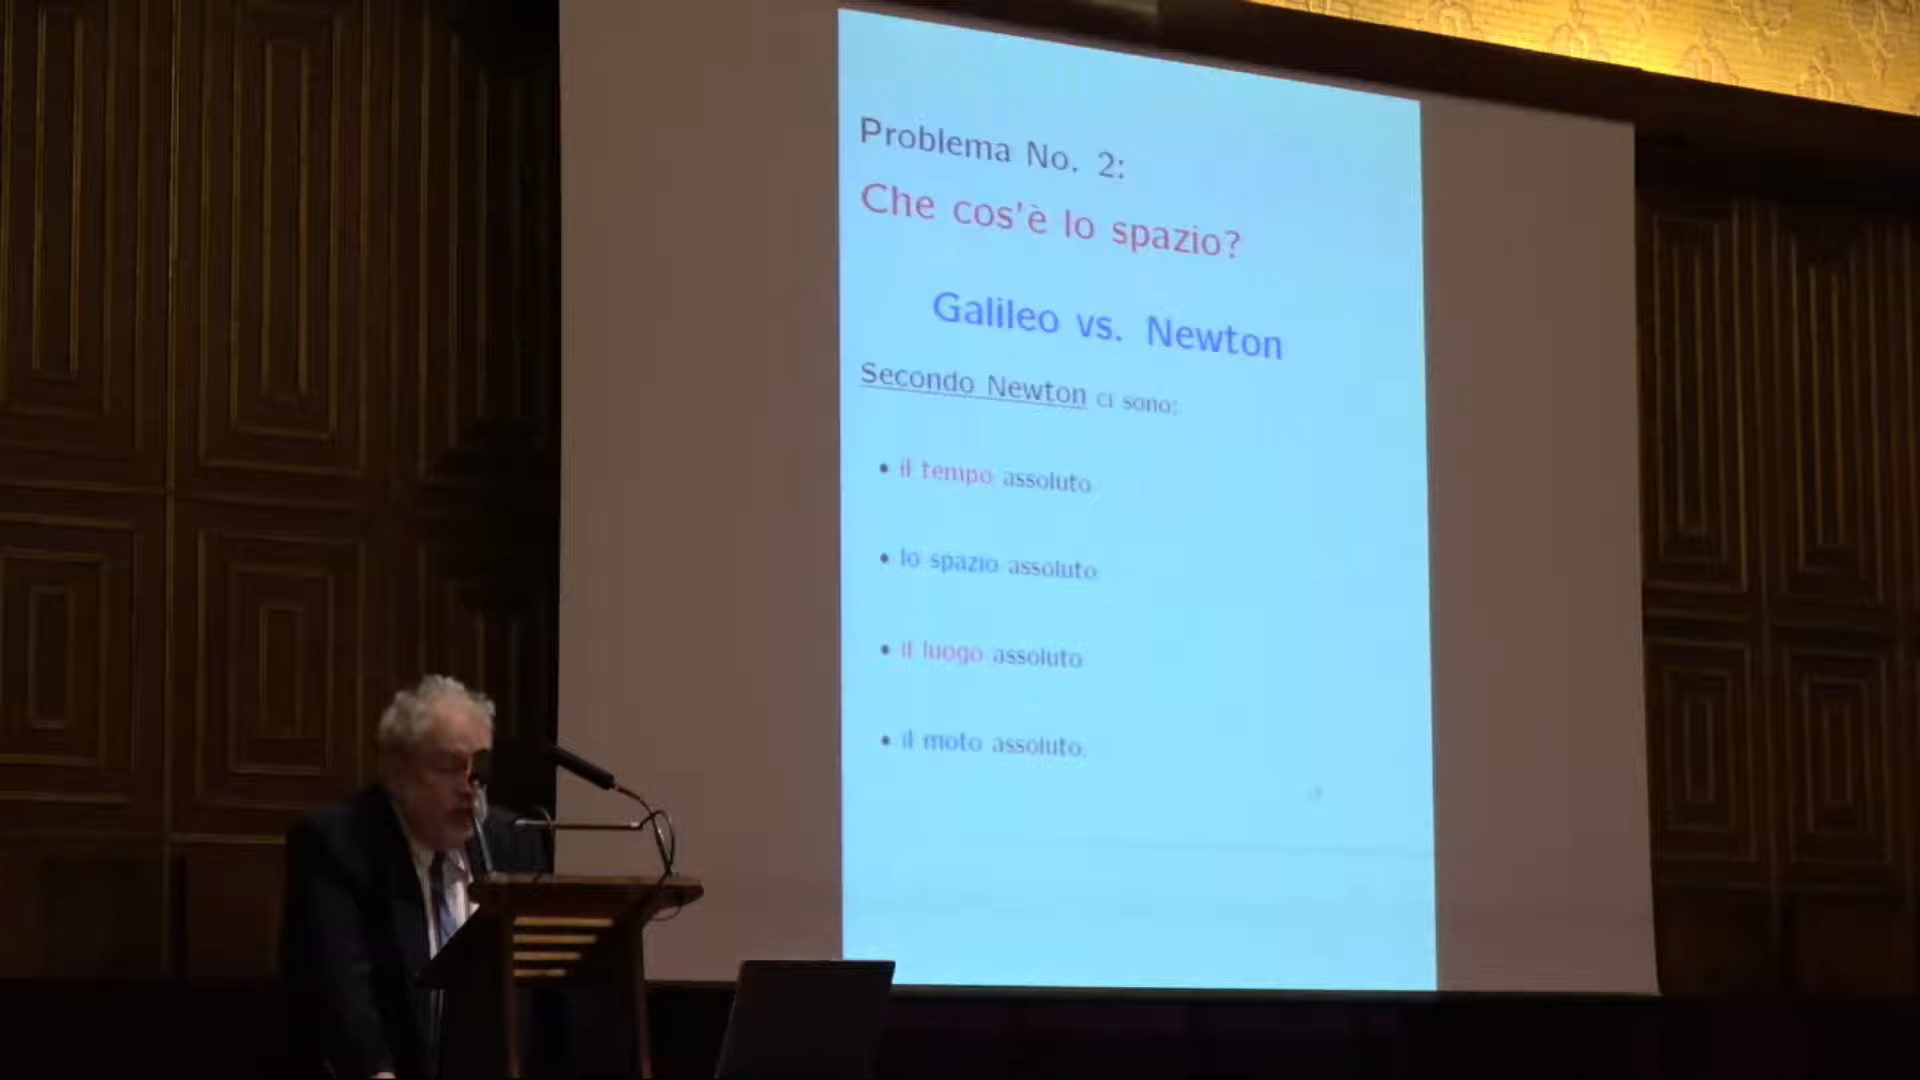 Problema No. 2:
Che cos'è lo spazio?
Galileo vs. Newton
Secondo Newton ci sono:
• il tempo assoluto
• lo spazio assoluto
• il luogo assoluto
• il moto assoluto.